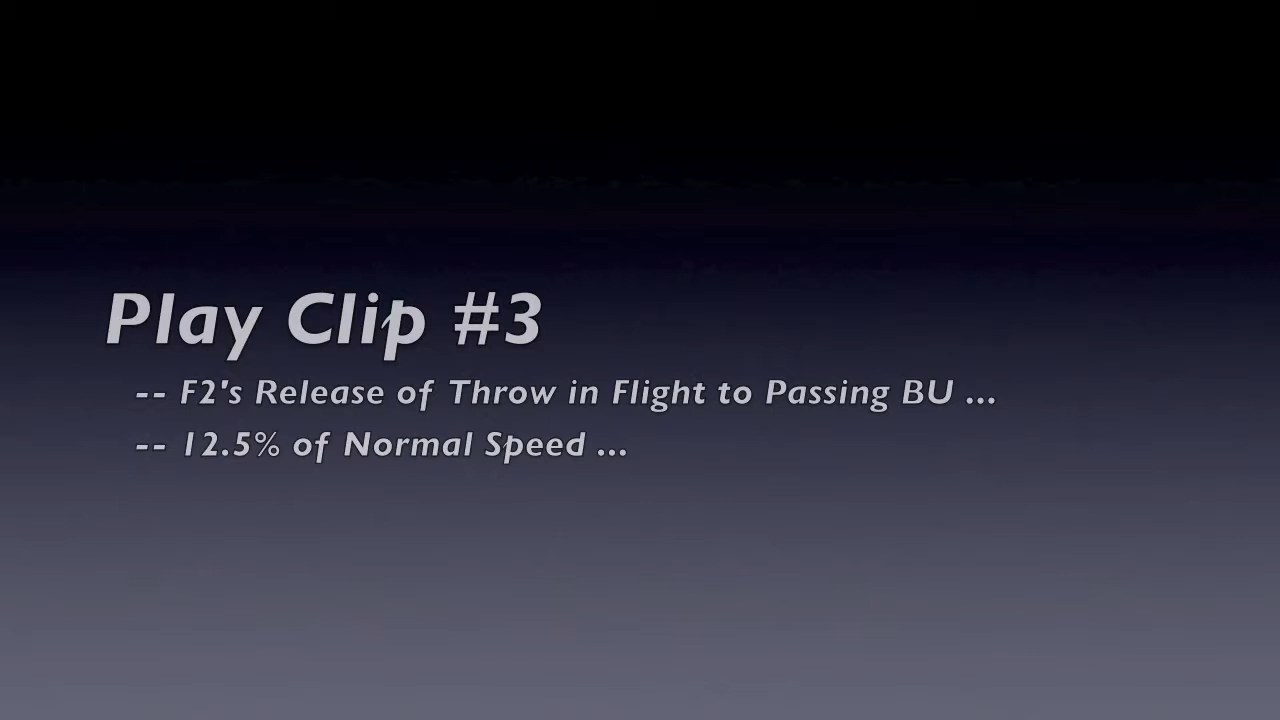 Play Clip #3
-- F2's Release of Throw in Flight to Passing BU ...
-- 12.5% of Normal Speed ...